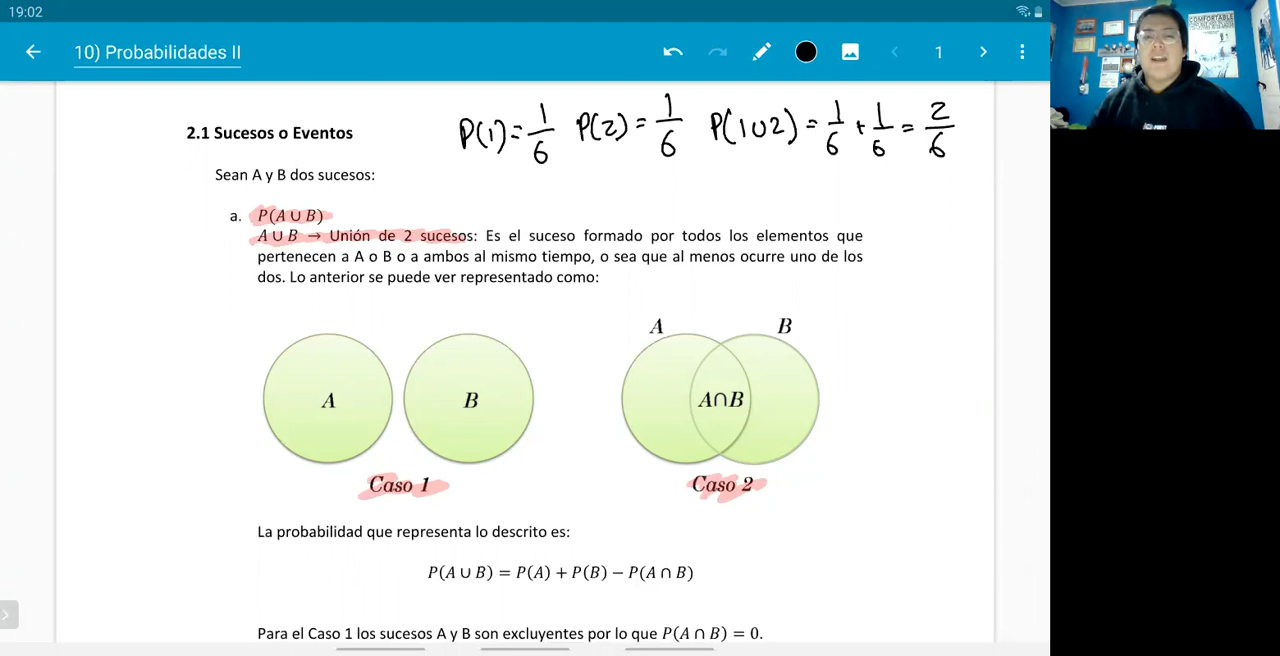 19:02
10) Probabilidades II
1
COMFORTABLE
P(1)=1/6 P(2)=1/6 P(1∪2)=1/6+1/6=2/6
2.1 Sucesos o Eventos
Sean A y B dos sucesos:
a. P(A ∪ B)
A ∪ B → Unión de 2 sucesos: Es el suceso formado por todos los elementos que
pertenecen a A o B o a ambos al mismo tiempo, o sea que al menos ocurre uno de los
dos. Lo anterior se puede ver representado como:
A B
A B
A∩B
Caso 1 Caso 2
La probabilidad que representa lo descrito es:
P(A ∪ B) = P(A) + P(B) − P(A ∩ B)
Para el Caso 1 los sucesos A y B son excluyentes por lo que P(A ∩ B) = 0.